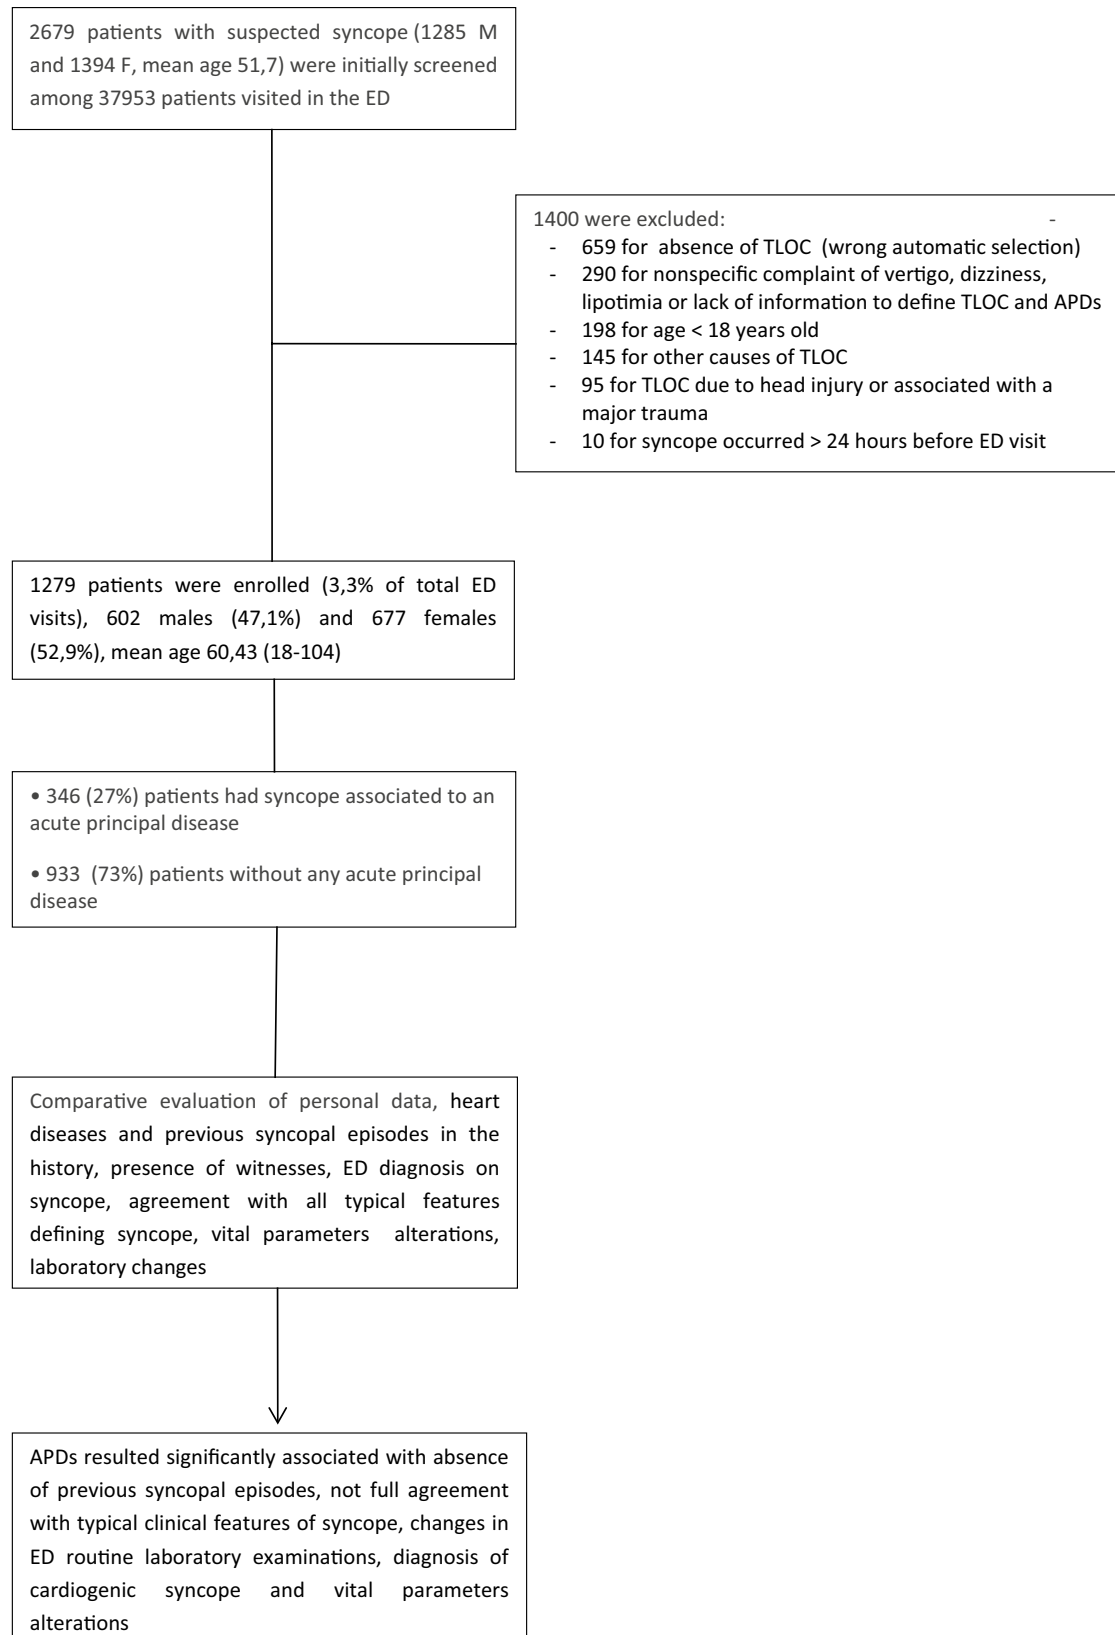 2679 patients with suspected syncope (1285 M
and 1394 F, mean age 51,7) were initially screened
among 37953 patients visited in the ED
1400 were excluded: -
- 659 for absence of TLOC (wrong automatic selection)
- 290 for nonspecific complaint of vertigo, dizziness,
lipotimia or lack of information to define TLOC and APDs
- 198 for age < 18 years old
- 145 for other causes of TLOC
- 95 for TLOC due to head injury or associated with a
major trauma
- 10 for syncope occurred > 24 hours before ED visit
1279 patients were enrolled (3,3% of total ED
visits), 602 males (47,1%) and 677 females
(52,9%), mean age 60,43 (18-104)
• 346 (27%) patients had syncope associated to an
acute principal disease
• 933 (73%) patients without any acute principal
disease
Comparative evaluation of personal data, heart
diseases and previous syncopal episodes in the
history, presence of witnesses, ED diagnosis on
syncope, agreement with all typical features
defining syncope, vital parameters alterations,
laboratory changes
APDs resulted significantly associated with absence
of previous syncopal episodes, not full agreement
with typical clinical features of syncope, changes in
ED routine laboratory examinations, diagnosis of
cardiogenic syncope and vital parameters
alterations